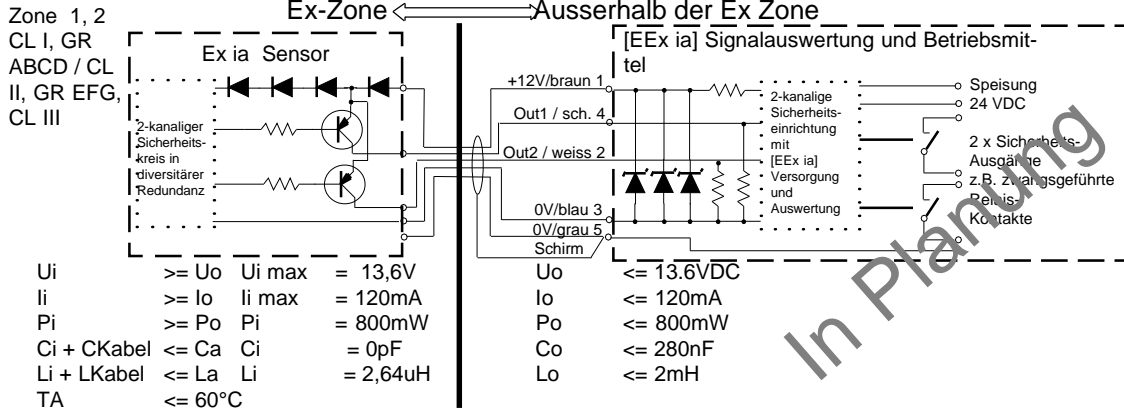 Zone 1, 2
CL I, GR
ABCD / CL
II, GR EFG,
CL III
Ex-Zone
Ausserhalb der Ex Zone
Ex ia Sensor
2-kanaliger
Sicherheits-
kreis in
diversitärer
Redundanz
+12V/braun 1
Out1 / sch. 4
Out2 / weiss 2
0V/blau 3
0V/grau 5
Schirm
[EEx ia] Signalauswertung und Betriebsmit-
tel
2-kanalige
Sicherheits-
einrichtung
mit
[EEx ia]
Versorgung
und
Auswertung
Speisung
24 VDC
2 x Sicherheits-
Ausgänge
z.B. zwangsgeführte
Relais-
Kontakte
In Planung
Ui >= Uo Ui max = 13,6V
Ii >= Io Ii max = 120mA
Pi >= Po Pi = 800mW
Ci + CKabel <= Ca Ci = 0pF
Li + LKabel <= La Li = 2,64uH
TA <= 60°C
Uo <= 13.6VDC
Io <= 120mA
Po <= 800mW
Co <= 280nF
Lo <= 2mH